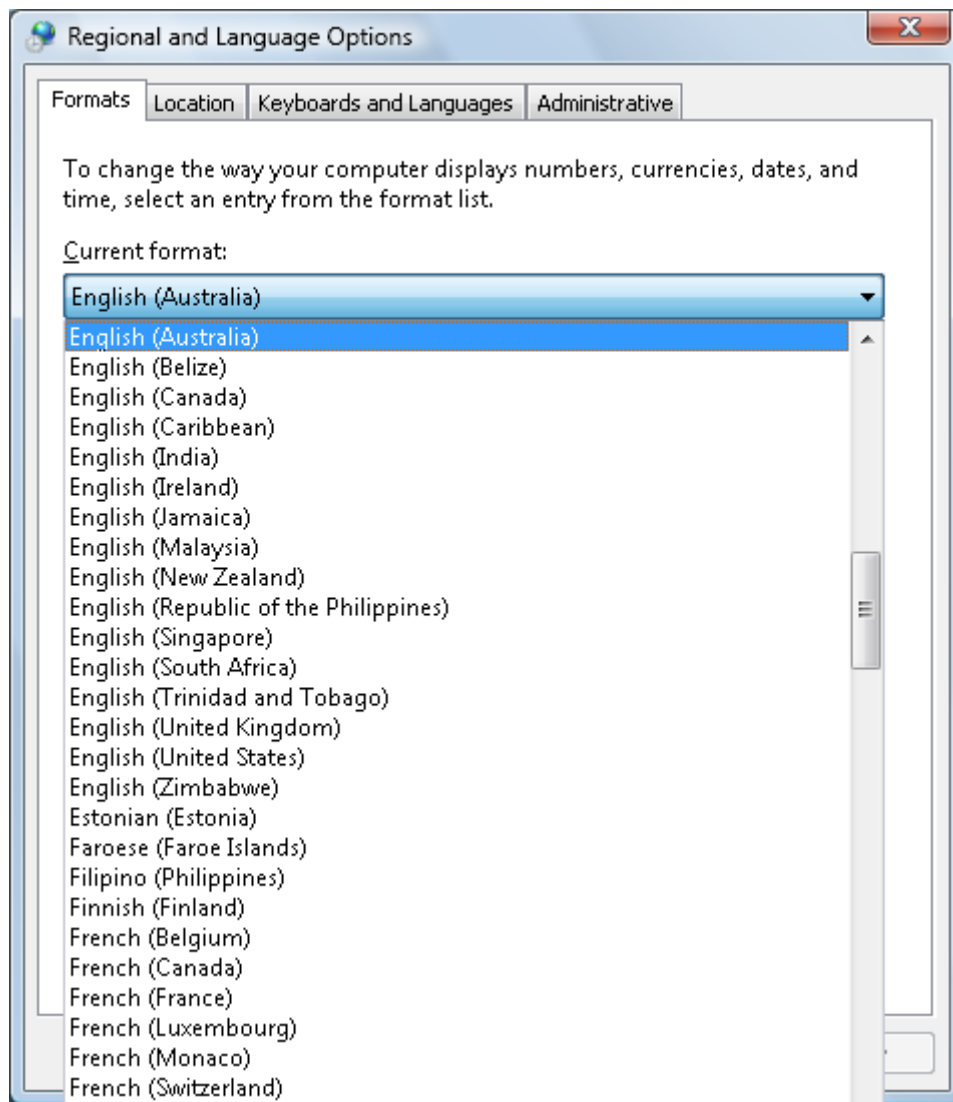 Regional and Language Options
Formats
Location
Keyboards and Languages
Administrative
To change the way your computer displays numbers, currencies, dates, and
time, select an entry from the format list.
Current format:
English (Australia)
English (Australia)
English (Belize)
English (Canada)
English (Caribbean)
English (India)
English (Ireland)
English (Jamaica)
English (Malaysia)
English (New Zealand)
English (Republic of the Philippines)
English (Singapore)
English (South Africa)
English (Trinidad and Tobago)
English (United Kingdom)
English (United States)
English (Zimbabwe)
Estonian (Estonia)
Faroese (Faroe Islands)
Filipino (Philippines)
Finnish (Finland)
French (Belgium)
French (Canada)
French (France)
French (Luxembourg)
French (Monaco)
French (Switzerland)